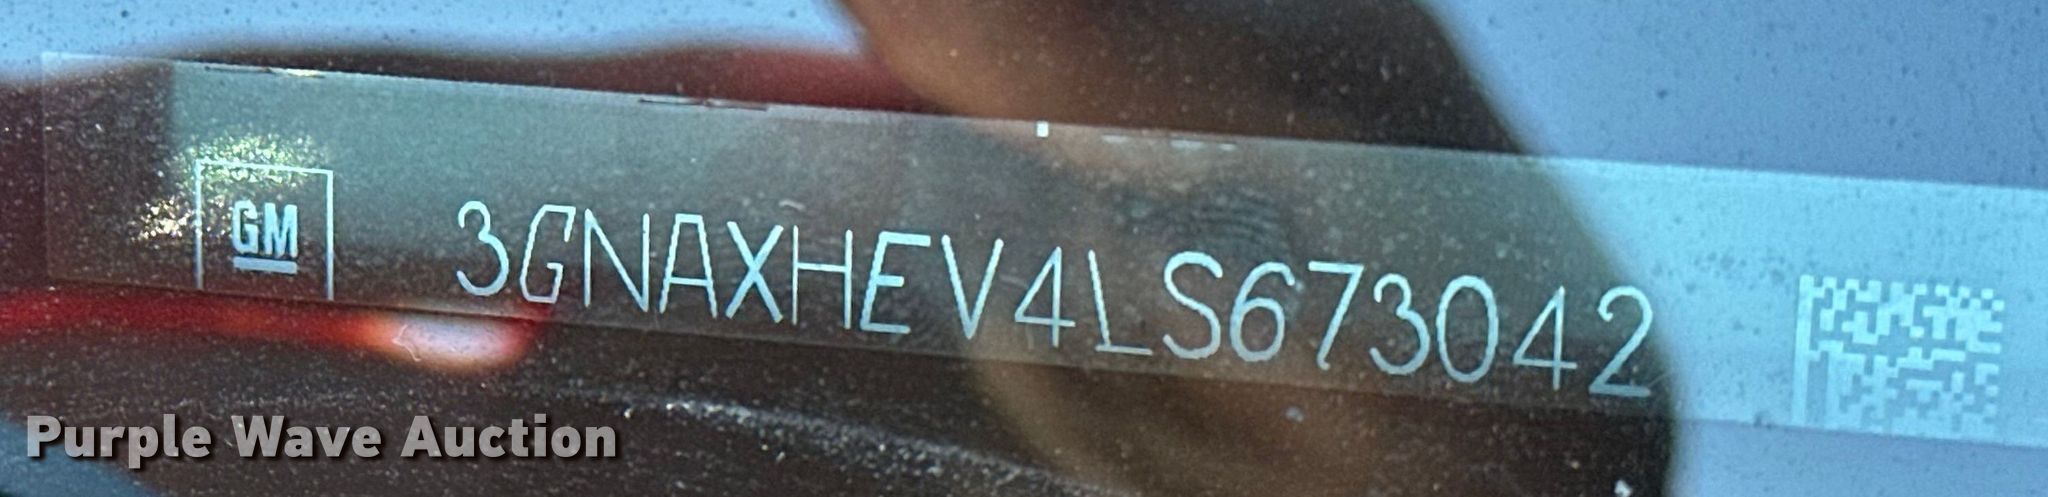 GM
3GNAXHEV4LS673042
Purple Wave Auction